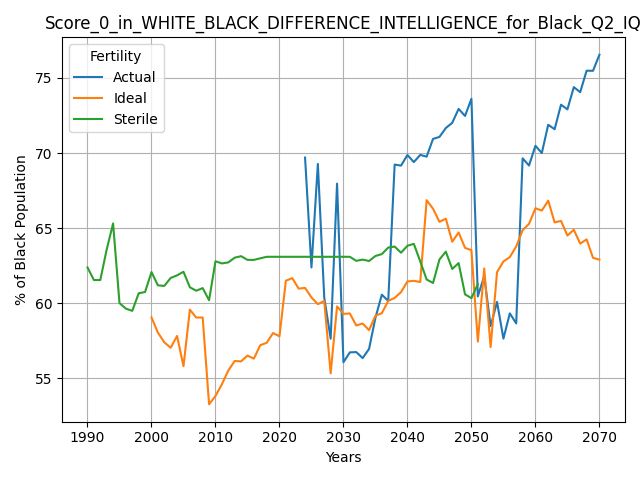 Score_0_in_WHITE_BLACK_DIFFERENCE_INTELLIGENCE_for_Black_Q2_IQ
Fertility
Actual
Ideal
Sterile
% of Black Population
75
70
65
60
55
1990 2000 2010 2020 2030 2040 2050 2060 2070
Years